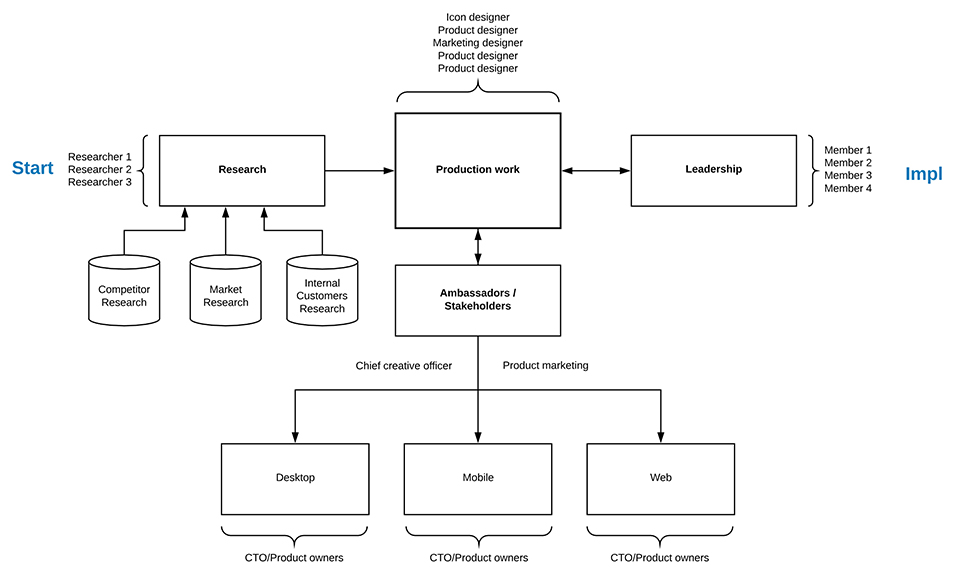 Icon designer
Product designer
Marketing designer
Product designer
Product designer
Start
Researcher 1
Researcher 2
Researcher 3
Research
Production work
Leadership
Member 1
Member 2
Member 3
Member 4
Impl
Competitor
Research
Market
Research
Internal
Customers
Research
Ambassadors /
Stakeholders
Chief creative officer
Product marketing
Desktop
Mobile
Web
CTO/Product owners
CTO/Product owners
CTO/Product owners